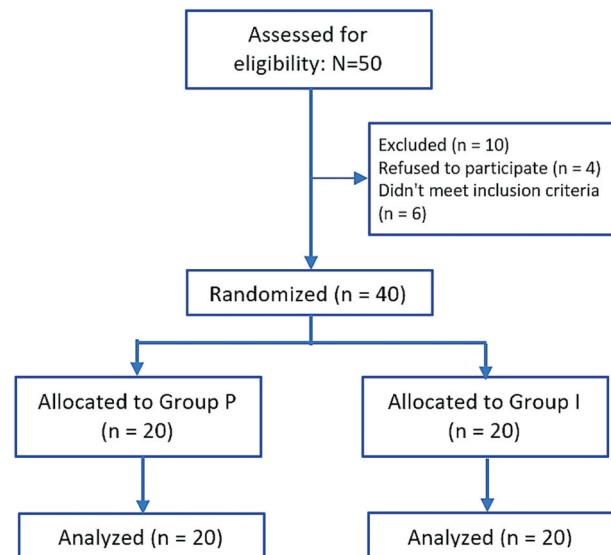 Assessed for
eligibility: N=50
Excluded (n = 10)
Refused to participate (n = 4)
Didn't meet inclusion criteria
(n = 6)
Randomized (n = 40)
Allocated to Group P
(n = 20)
Allocated to Group I
(n = 20)
Analyzed (n = 20)
Analyzed (n = 20)